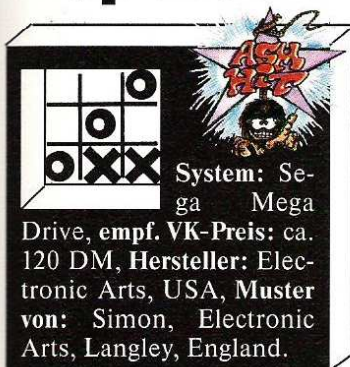 ASM
HIT
O
O
OXX
System: Se-
ga Mega
Drive, empf. VK-Preis: ca.
120 DM, Hersteller: Elec-
tronic Arts, USA, Muster
von: Simon, Electronic
Arts, Langley, England.